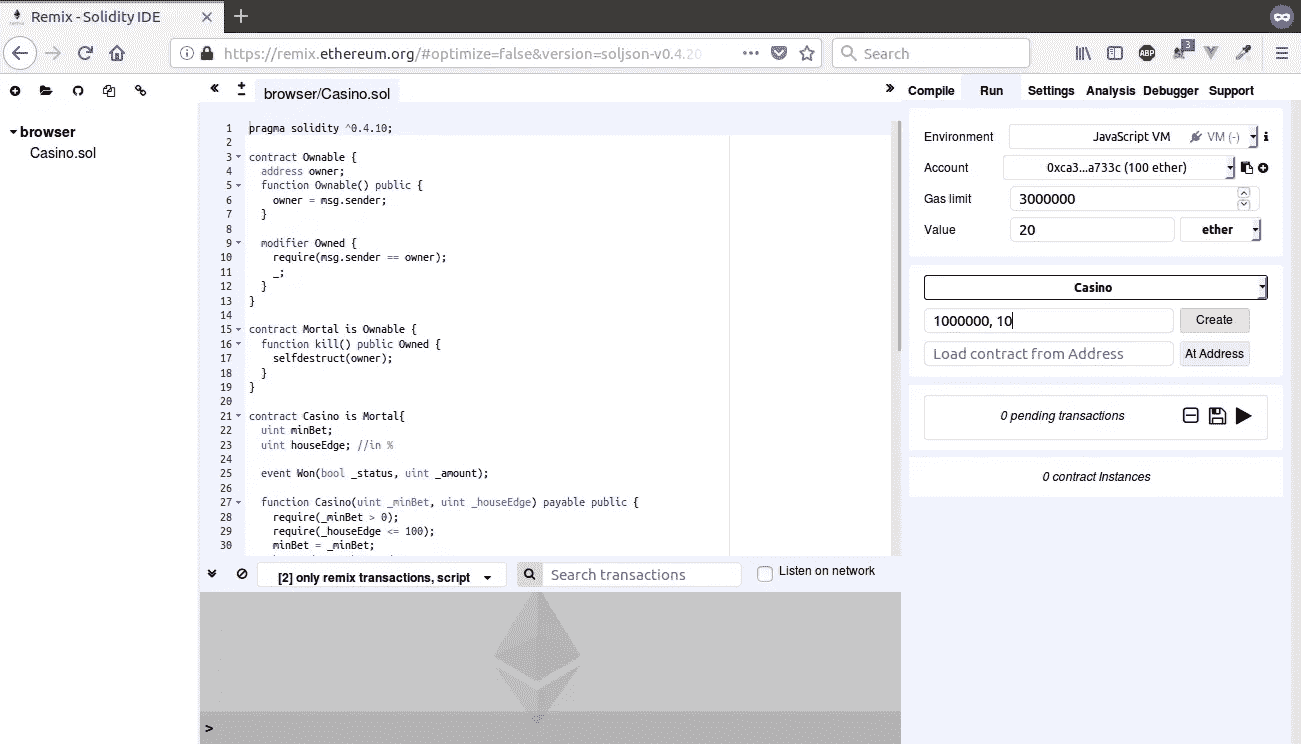 Remix - Solidity IDE
https://remix.ethereum.org/#optimize=false&version=soljson-v0.4.20
Search
ABP
3
browser
Casino.sol
browser/Casino.sol
1 pragma solidity ^0.4.10;
2
3 contract Ownable {
4 address owner;
5 function Ownable() public {
6 owner = msg.sender;
7 }
8
9 modifier Owned {
10 require(msg.sender == owner);
11 _;
12 }
13 }
14
15 contract Mortal is Ownable {
16 function kill() public Owned {
17 selfdestruct(owner);
18 }
19 }
20
21 contract Casino is Mortal{
22 uint minBet;
23 uint houseEdge; //in %
24
25 event Won(bool _status, uint _amount);
26
27 function Casino(uint _minBet, uint _houseEdge) payable public {
28 require(_minBet > 0);
29 require(_houseEdge <= 100);
30 minBet = _minBet;
[2] only remix transactions, script
Search transactions
Listen on network
>
Compile Run Settings Analysis Debugger Support
Environment JavaScript VM VM (-)
Account 0xca3...a733c (100 ether)
Gas limit 3000000
Value 20 ether
Casino
1000000, 10 Create
Load contract from Address At Address
0 pending transactions
0 contract Instances